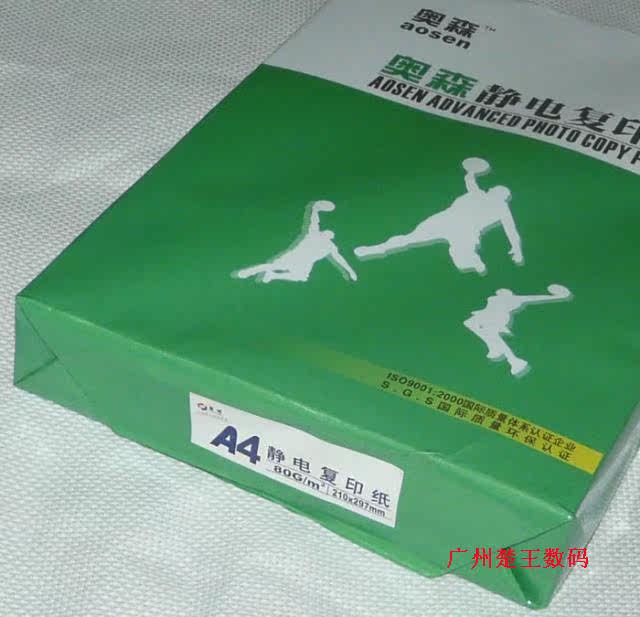 奥森™
aosen
奥森静电复印
AOSEN ADVANCED PHOTO COPY P
ISO9001:2000国际质量体系认证企业
S.G.S国际质量环保认证
A4静电复印纸
80G/m² 210x297mm
广州楚王数码